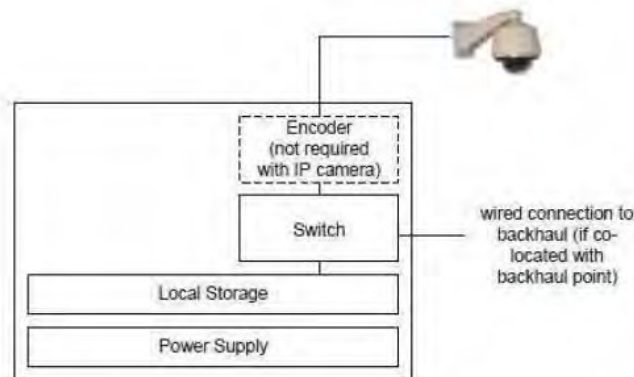 Encoder
(not required
with IP camera)
Switch
wired connection to
backhaul (if co-
located with
backhaul point)
Local Storage
Power Supply